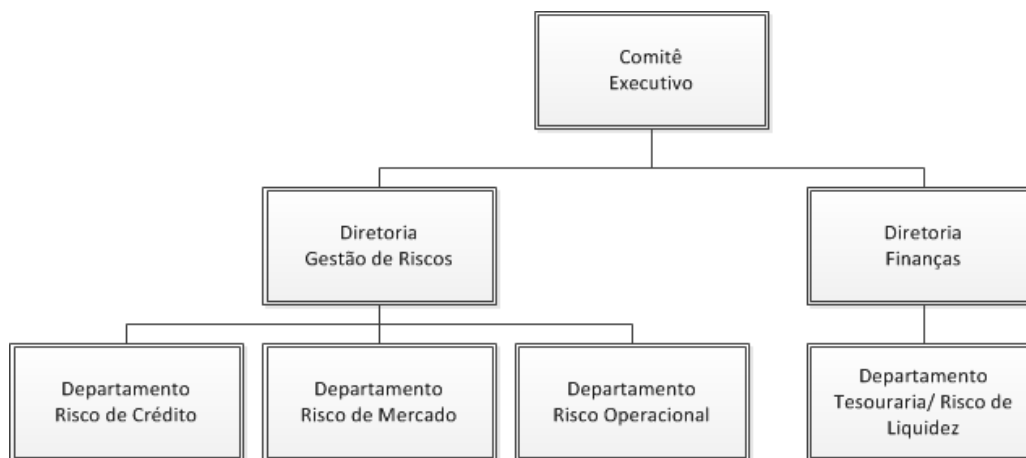 Comitê
Executivo
Diretoria
Gestão de Riscos
Diretoria
Finanças
Departamento
Risco de Crédito
Departamento
Risco de Mercado
Departamento
Risco Operacional
Departamento
Tesouraria/ Risco de
Liquidez